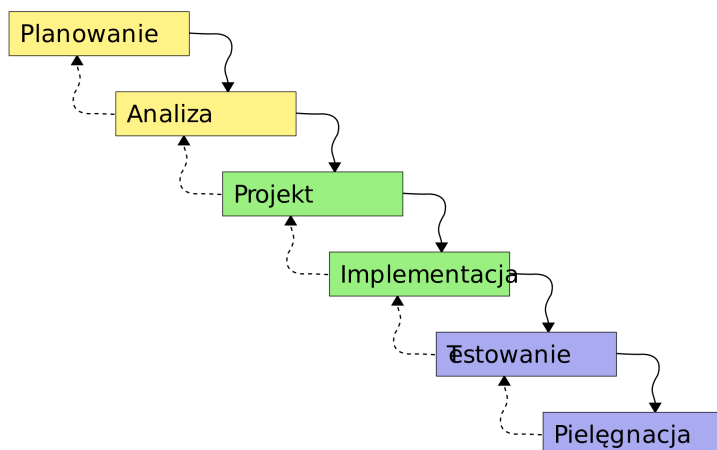 Planowanie
Analiza
Projekt
Implementacja
Testowanie
Pielęgnacja